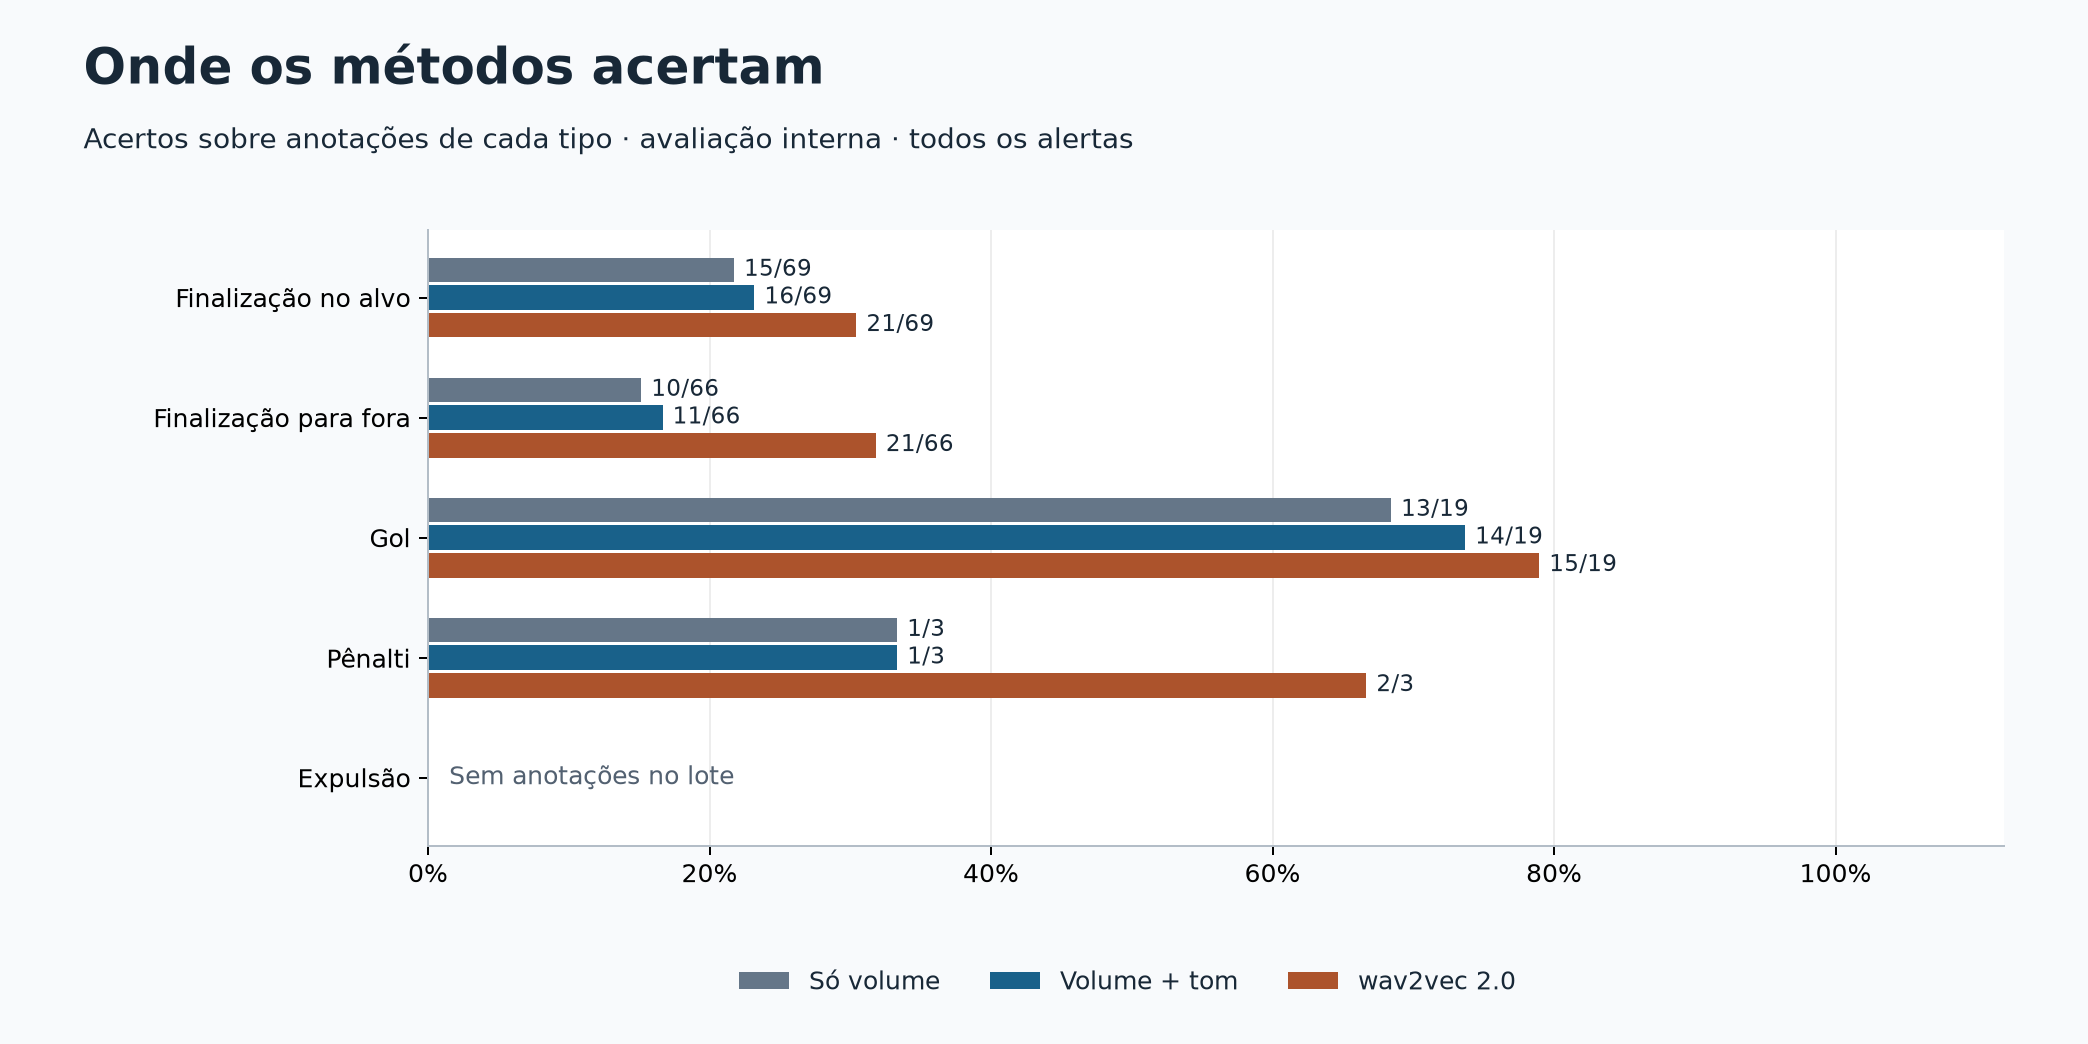 Onde os métodos acertam
Acertos sobre anotações de cada tipo · avaliação interna · todos os alertas
Finalização no alvo
15/69
16/69
21/69
Finalização para fora
10/66
11/66
21/66
Gol
13/19
14/19
15/19
Pênalti
1/3
1/3
2/3
Expulsão
Sem anotações no lote
0% 20% 40% 60% 80% 100%
Só volume Volume + tom wav2vec 2.0